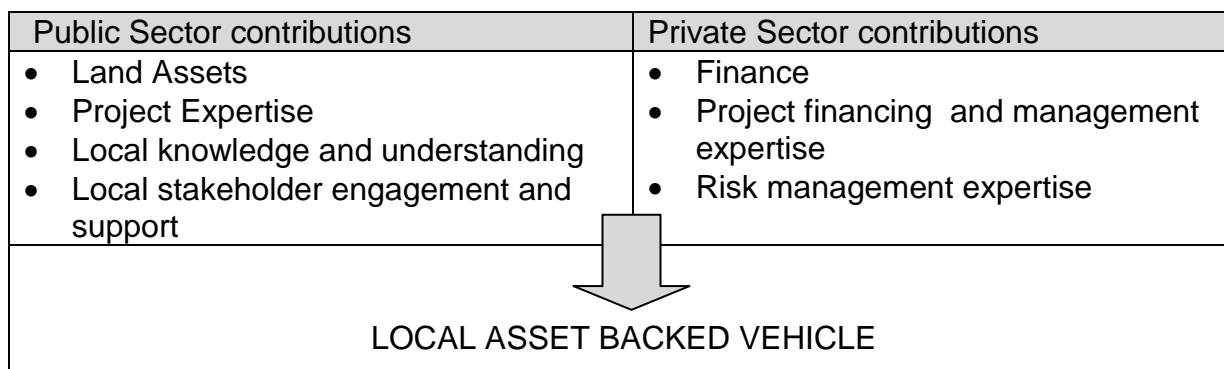 Public Sector contributions
Private Sector contributions
• Land Assets
• Project Expertise
• Local knowledge and understanding
• Local stakeholder engagement and
support
• Finance
• Project financing and management
expertise
• Risk management expertise
LOCAL ASSET BACKED VEHICLE